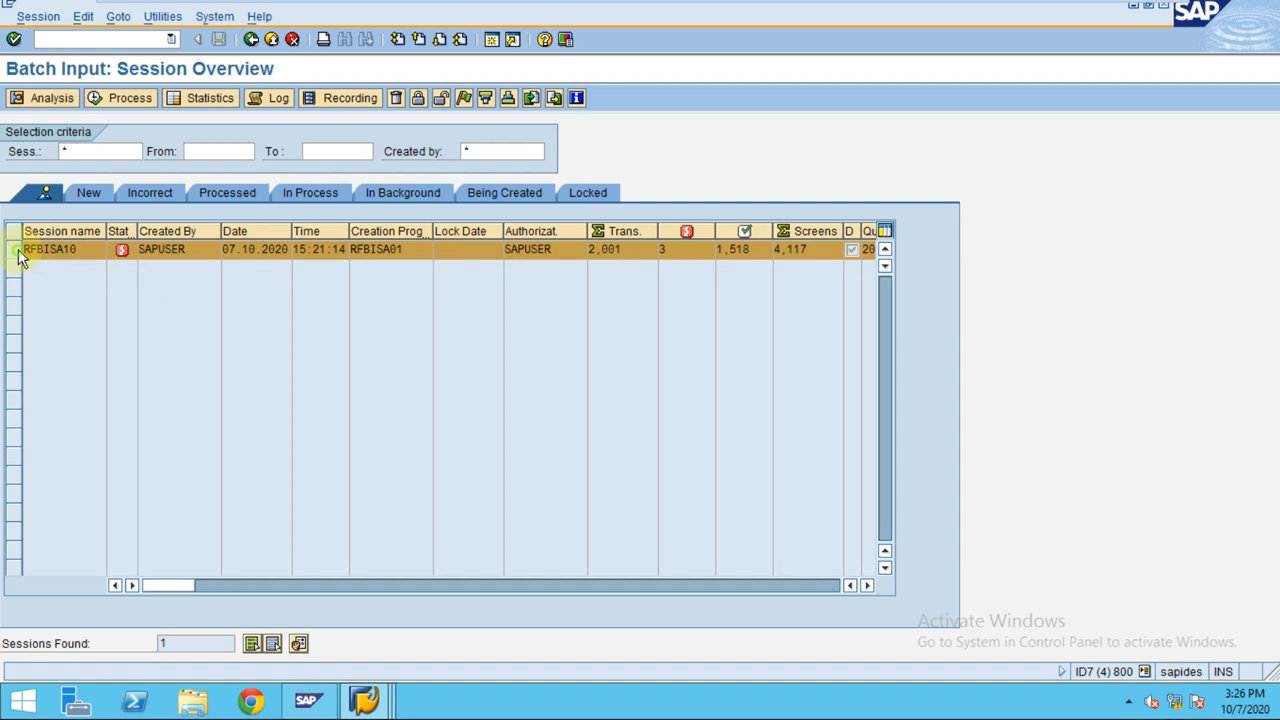 Session Edit Goto Utilities System Help
SAP
Batch Input: Session Overview
Analysis Process Statistics Log Recording
Selection criteria
Sess.: * From: To : Created by: *
New Incorrect Processed In Process In Background Being Created Locked
Session name Stat.. Created By Date Time Creation Prog.. Lock Date Authorizat. Trans. Screens D Qu
RFBISA10 SAPUSER 07.10.2020 15:21:14 RFBISA01 SAPUSER 2,001 3 1,518 4,117 20
Activate Windows
Go to System in Control Panel to activate Windows.
Sessions Found: 1
ID7 (4) 800 sapides INS
SAP
3:26 PM
10/7/2020